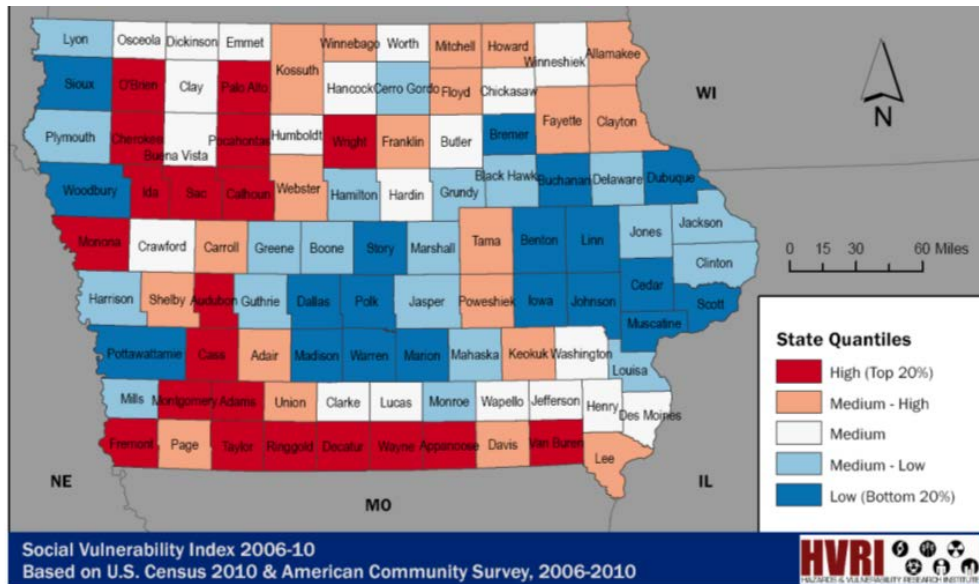 Lyon Osceola Dickinson Emmet Winnebago Worth Mitchell Howard Allamakee
Kossuth Winneshiek
Sioux O'Brien Clay Palo Alto Hancock Cerro Gordo Floyd Chickasaw WI
N
Plymouth Cherokee Buena Vista Pocahontas Humboldt Wright Franklin Butler Bremer Fayette Clayton
Woodbury Ida Sac Calhoun Webster Hamilton Hardin Grundy Black Hawk Buchanan Delaware Dubuque
Monona Crawford Carroll Greene Boone Story Marshall Tama Benton Linn Jones Jackson
Clinton
0 15 30 60 Miles
Harrison Shelby Audubon Guthrie Dallas Polk Jasper Poweshiek Iowa Johnson Cedar Scott
Muscatine
Pottawattamie Cass Adair Madison Warren Marion Mahaska Keokuk Washington
Louisa
Mills Montgomery Adams Union Clarke Lucas Monroe Wapello Jefferson Henry Des Moines
Fremont Page Taylor Ringgold Decatur Wayne Appanoose Davis Van Buren Lee
NE MO IL
State Quantiles
High (Top 20%)
Medium - High
Medium
Medium - Low
Low (Bottom 20%)
Social Vulnerability Index 2006-10
Based on U.S. Census 2010 & American Community Survey, 2006-2010
HVRI
HAZARDS & VULNERABILITY RESEARCH INSTITUTE